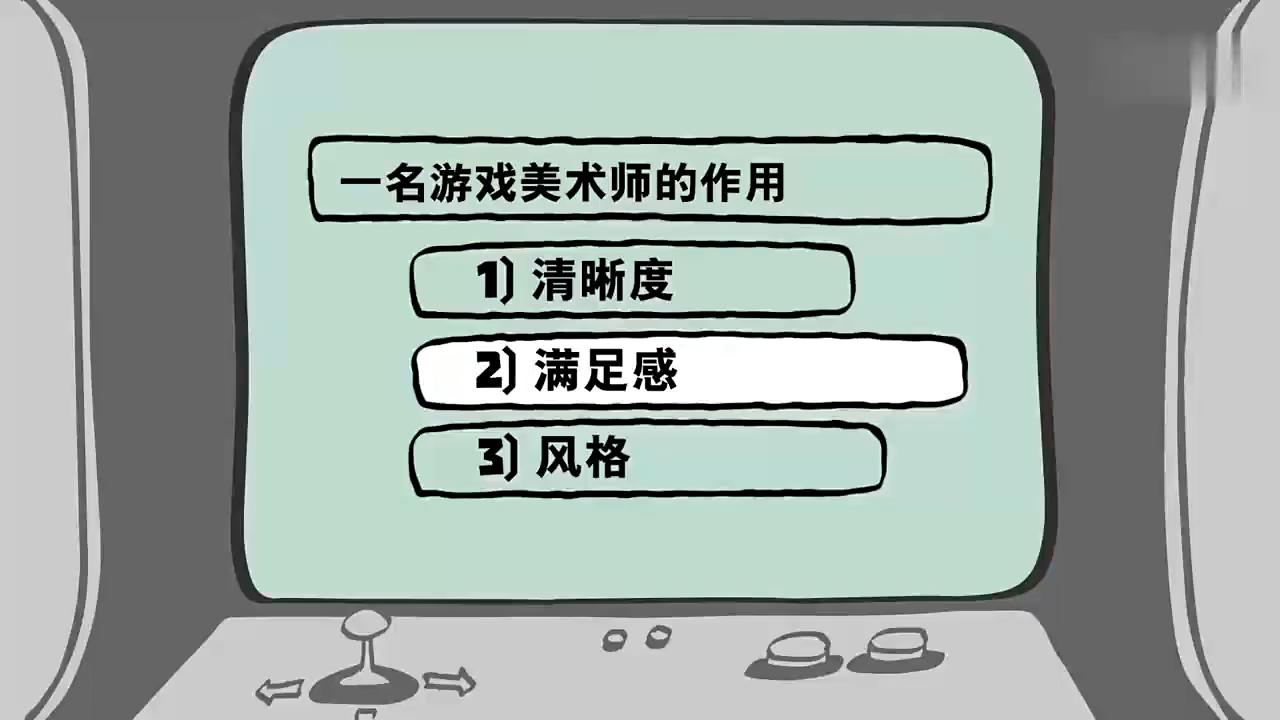 一名游戏美术师的作用
1) 清晰度
2) 满足感
3) 风格